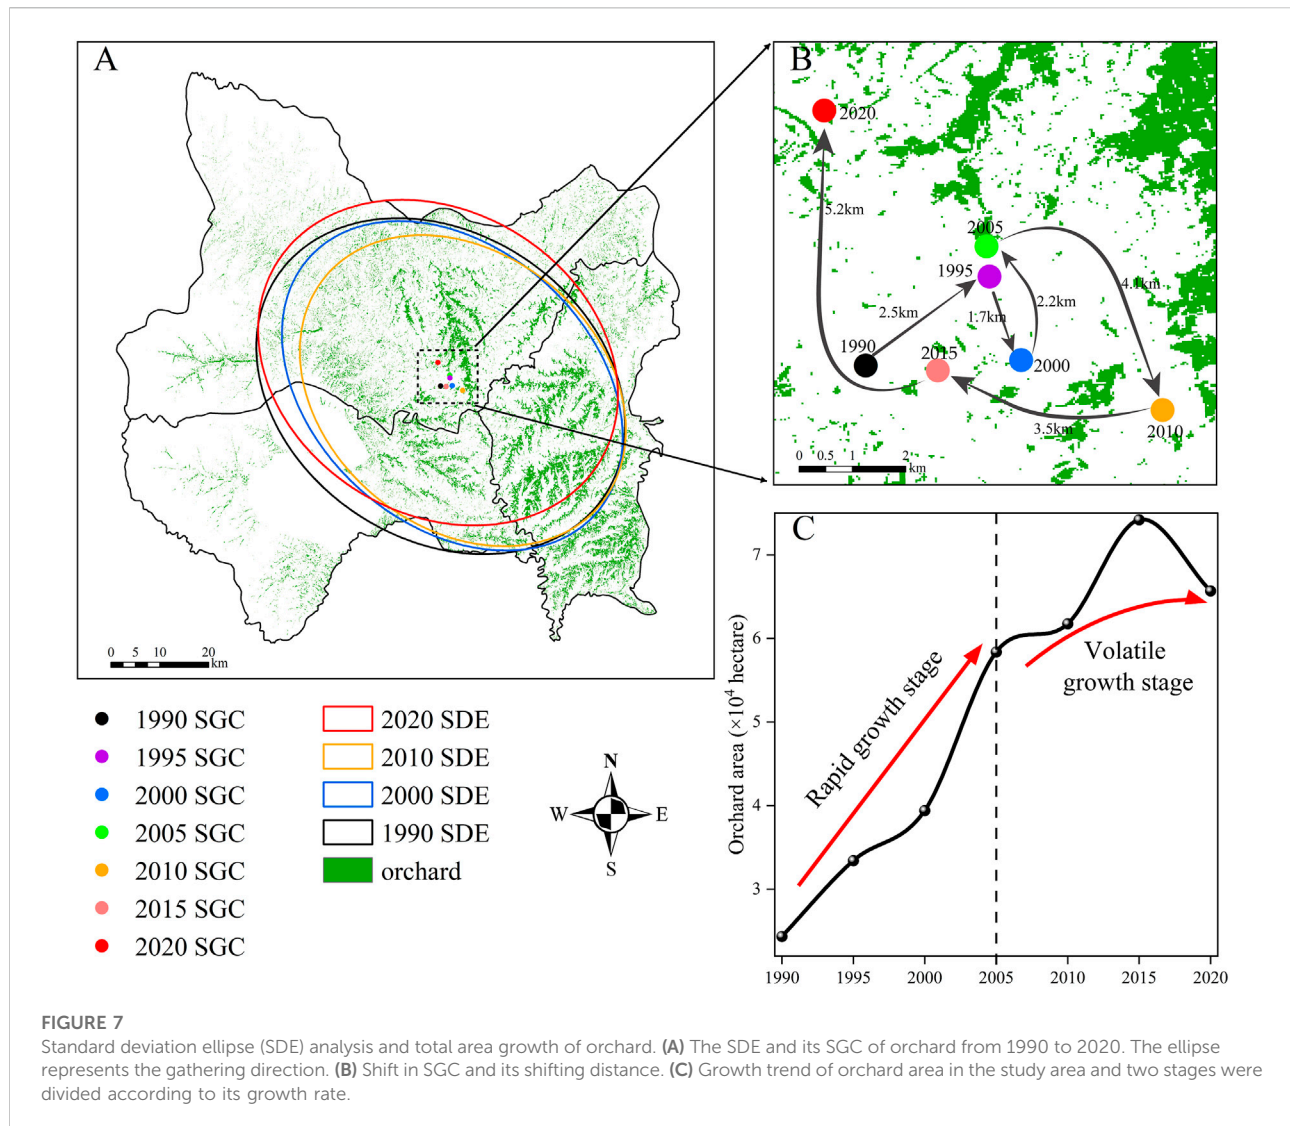 A
0 5 10 20
km
B
2020
5.2km
2005
1995
4.1km
2.5km
1.7km
2.2km
1990
2015
2000
3.5km
2010
0 0.5 1 2
km
1990 SGC
1995 SGC
2000 SGC
2005 SGC
2010 SGC
2015 SGC
2020 SGC
2020 SDE
2010 SDE
2000 SDE
1990 SDE
orchard
N
W E
S
C
Orchard area (×10⁴ hectare)
7
6
5
4
3
Rapid growth stage
Volatile
growth stage
1990 1995 2000 2005 2010 2015 2020
FIGURE 7
Standard deviation ellipse (SDE) analysis and total area growth of orchard. (A) The SDE and its SGC of orchard from 1990 to 2020. The ellipse
represents the gathering direction. (B) Shift in SGC and its shifting distance. (C) Growth trend of orchard area in the study area and two stages were
divided according to its growth rate.